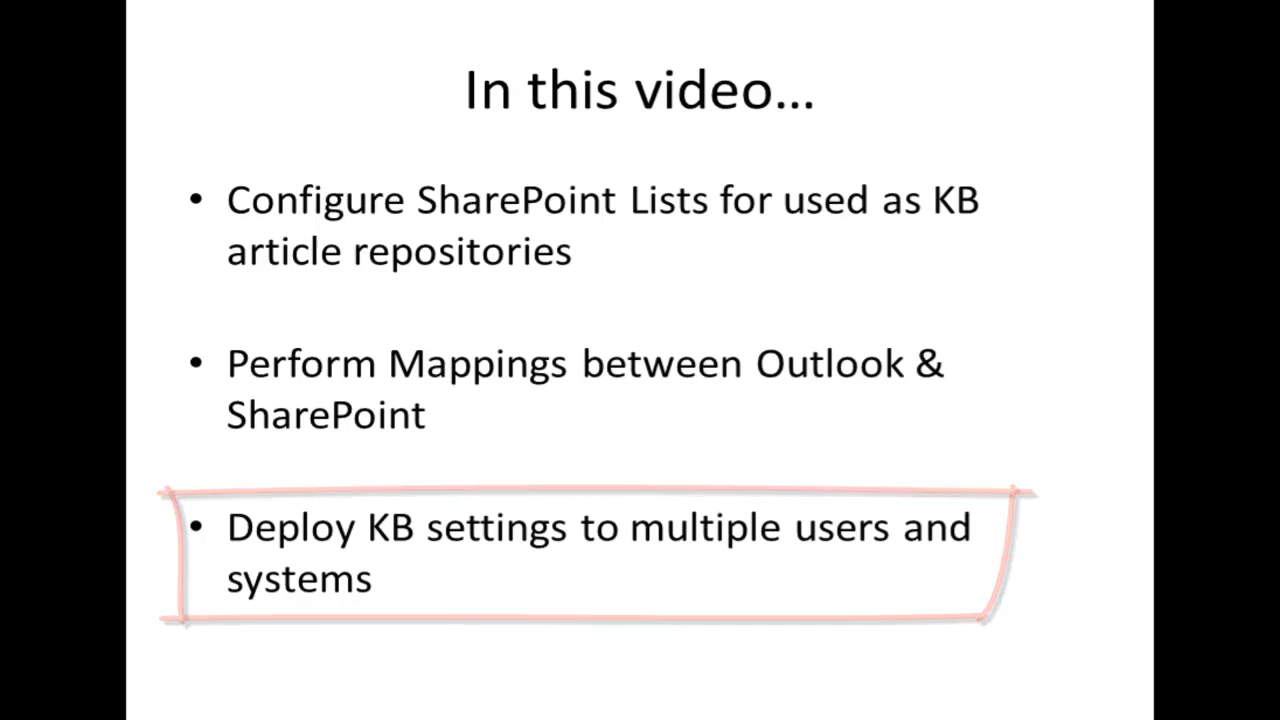 In this video...
• Configure SharePoint Lists for used as KB
article repositories
• Perform Mappings between Outlook &
SharePoint
• Deploy KB settings to multiple users and
systems